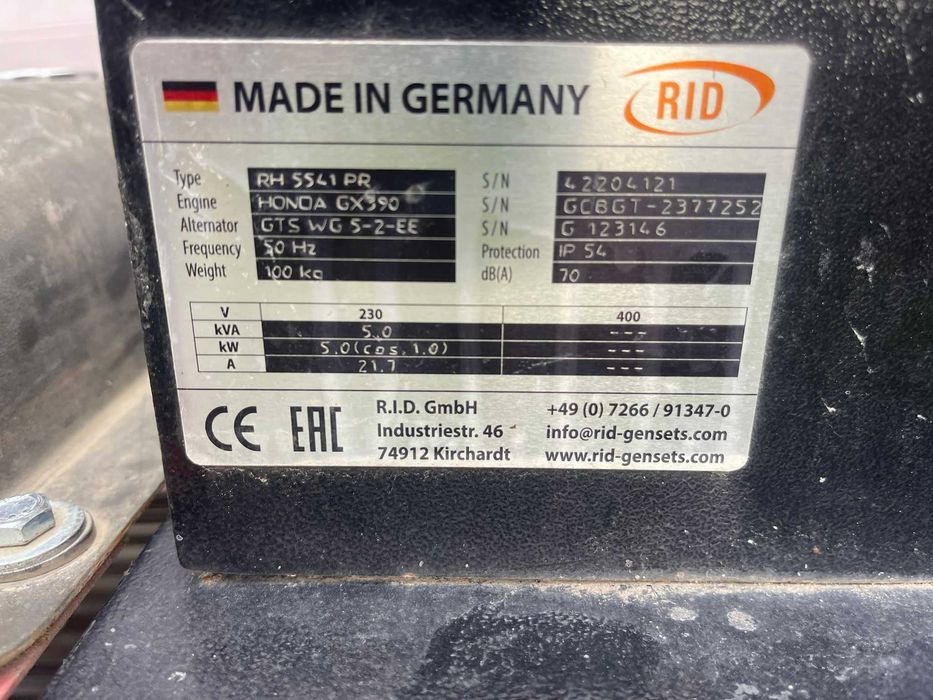 MADE IN GERMANY RID
Type RH 5541 PR S/N 42204121
Engine HONDA GX390 S/N GCBGT-2377252
Alternator GTS WG 5-2-EE S/N G 123146
Frequency 50 Hz Protection IP 54
Weight 100 kg dB(A) 70
V 230 400
kVA 5.0 ---
kW 5.0(cos.1.0) ---
A 21.7 ---
CE EAC
R.I.D. GmbH +49 (0) 7266 / 91347-0
Industriestr. 46 info@rid-gensets.com
74912 Kirchardt www.rid-gensets.com